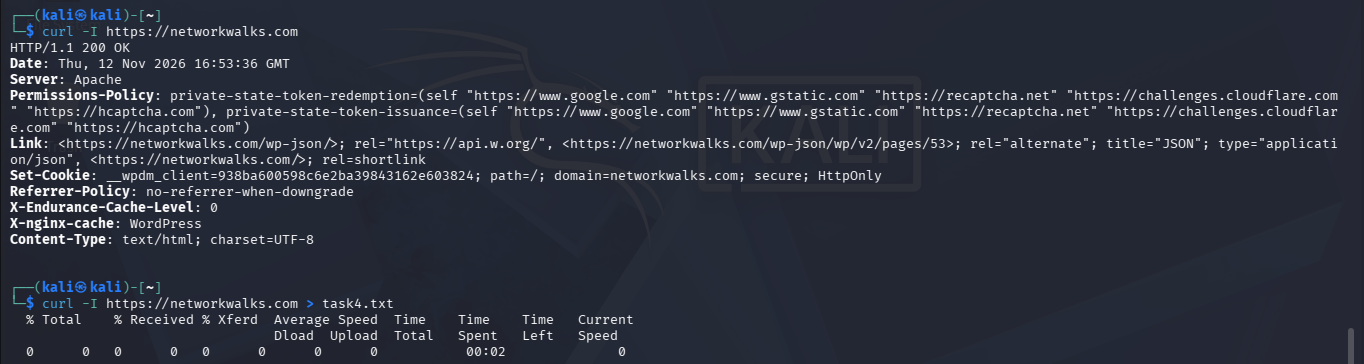 ┌──(kali㉿kali)-[~]
└─$ curl -I https://networkwalks.com
HTTP/1.1 200 OK
Date: Thu, 12 Nov 2026 16:53:36 GMT
Server: Apache
Permissions-Policy: private-state-token-redemption=(self "https://www.google.com" "https://www.gstatic.com" "https://recaptcha.net" "https://challenges.cloudflare.com
" "https://hcaptcha.com"), private-state-token-issuance=(self "https://www.google.com" "https://www.gstatic.com" "https://recaptcha.net" "https://challenges.cloudflar
e.com" "https://hcaptcha.com")
Link: <https://networkwalks.com/wp-json/>; rel="https://api.w.org/", <https://networkwalks.com/wp-json/wp/v2/pages/53>; rel="alternate"; title="JSON"; type="applicati
on/json", <https://networkwalks.com/>; rel=shortlink
Set-Cookie: __wpdm_client=938ba600598c6e2ba39843162e603824; path=/; domain=networkwalks.com; secure; HttpOnly
Referrer-Policy: no-referrer-when-downgrade
X-Endurance-Cache-Level: 0
X-nginx-cache: WordPress
Content-Type: text/html; charset=UTF-8
┌──(kali㉿kali)-[~]
└─$ curl -I https://networkwalks.com > task4.txt
% Total % Received % Xferd Average Speed Time Time Time Current
Dload Upload Total Spent Left Speed
0 0 0 0 0 0 0 0 00:02 0
KALI